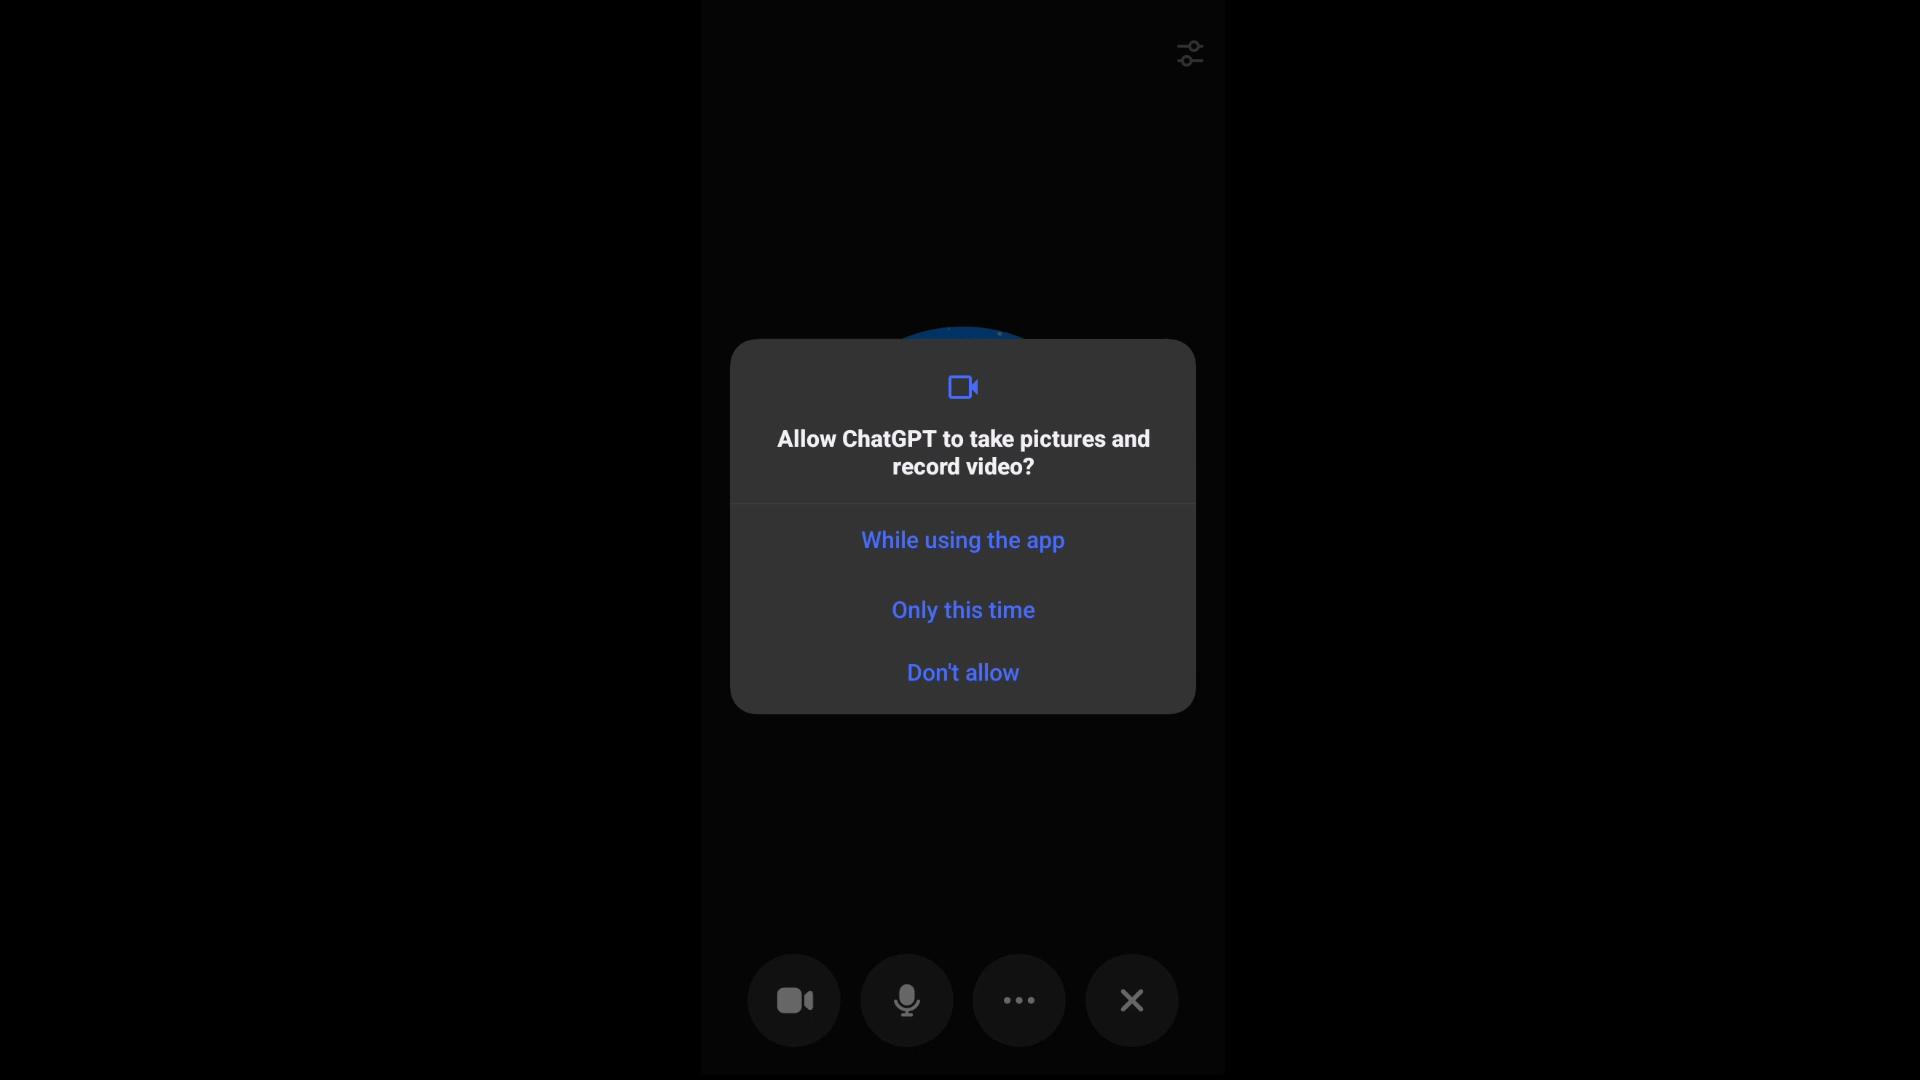 Allow ChatGPT to take pictures and
record video?
While using the app
Only this time
Don't allow